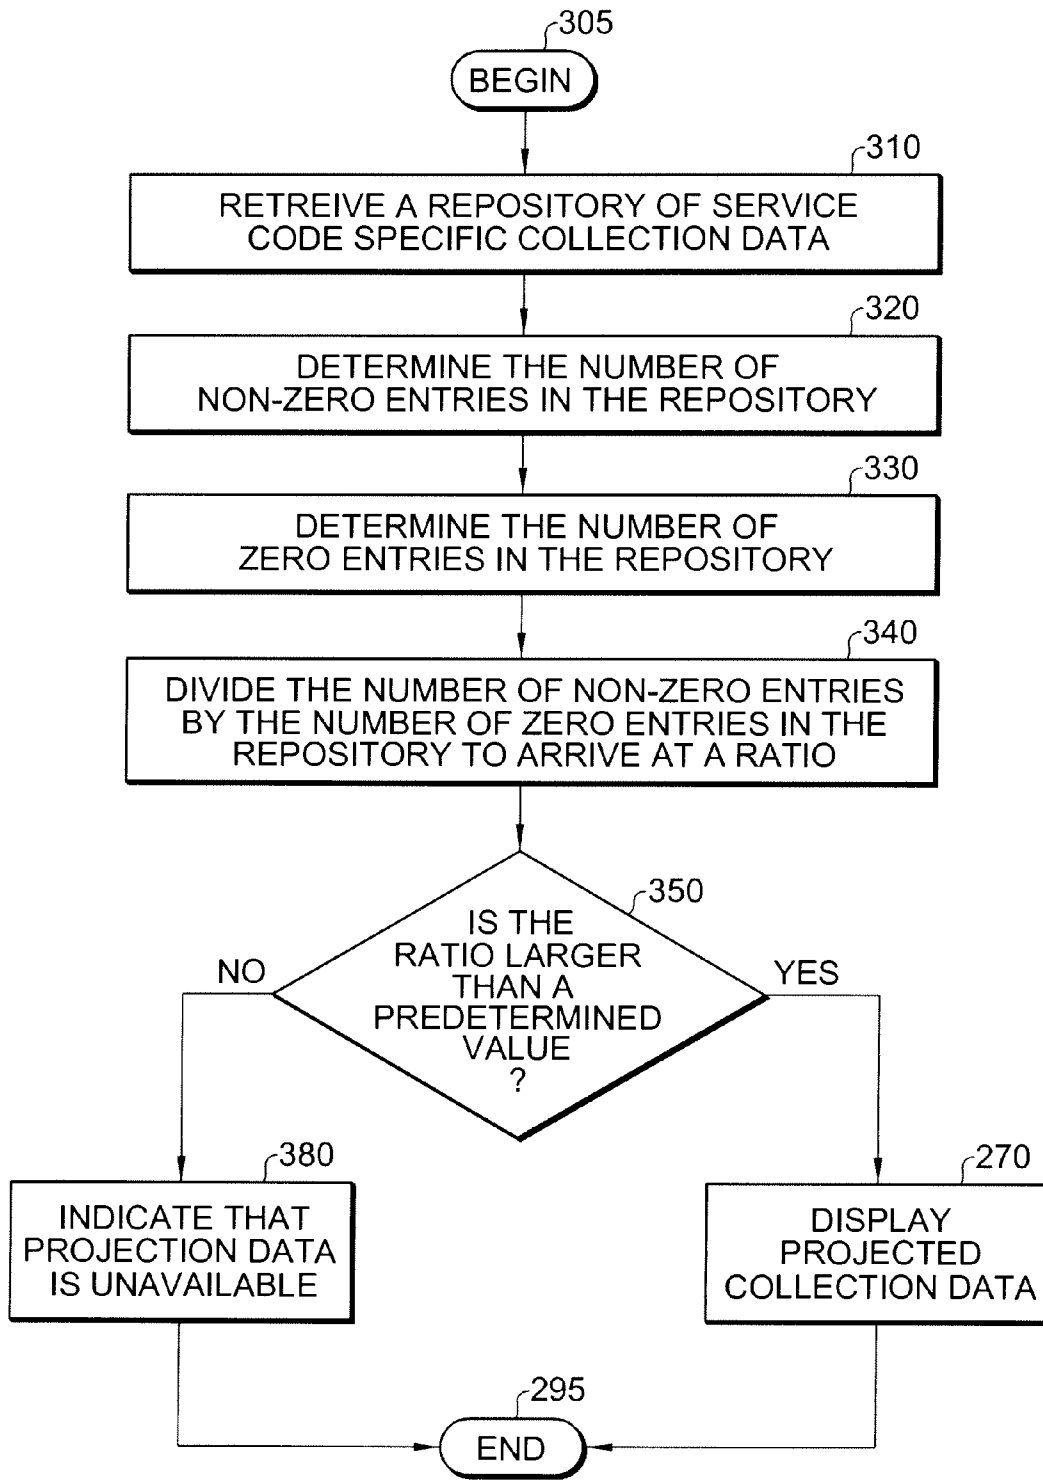 305
BEGIN
310
RETREIVE A REPOSITORY OF SERVICE
CODE SPECIFIC COLLECTION DATA
320
DETERMINE THE NUMBER OF
NON-ZERO ENTRIES IN THE REPOSITORY
330
DETERMINE THE NUMBER OF
ZERO ENTRIES IN THE REPOSITORY
340
DIVIDE THE NUMBER OF NON-ZERO ENTRIES
BY THE NUMBER OF ZERO ENTRIES IN THE
REPOSITORY TO ARRIVE AT A RATIO
350
IS THE
RATIO LARGER
THAN A
PREDETERMINED
VALUE
?
NO
YES
380
INDICATE THAT
PROJECTION DATA
IS UNAVAILABLE
270
DISPLAY
PROJECTED
COLLECTION DATA
295
END